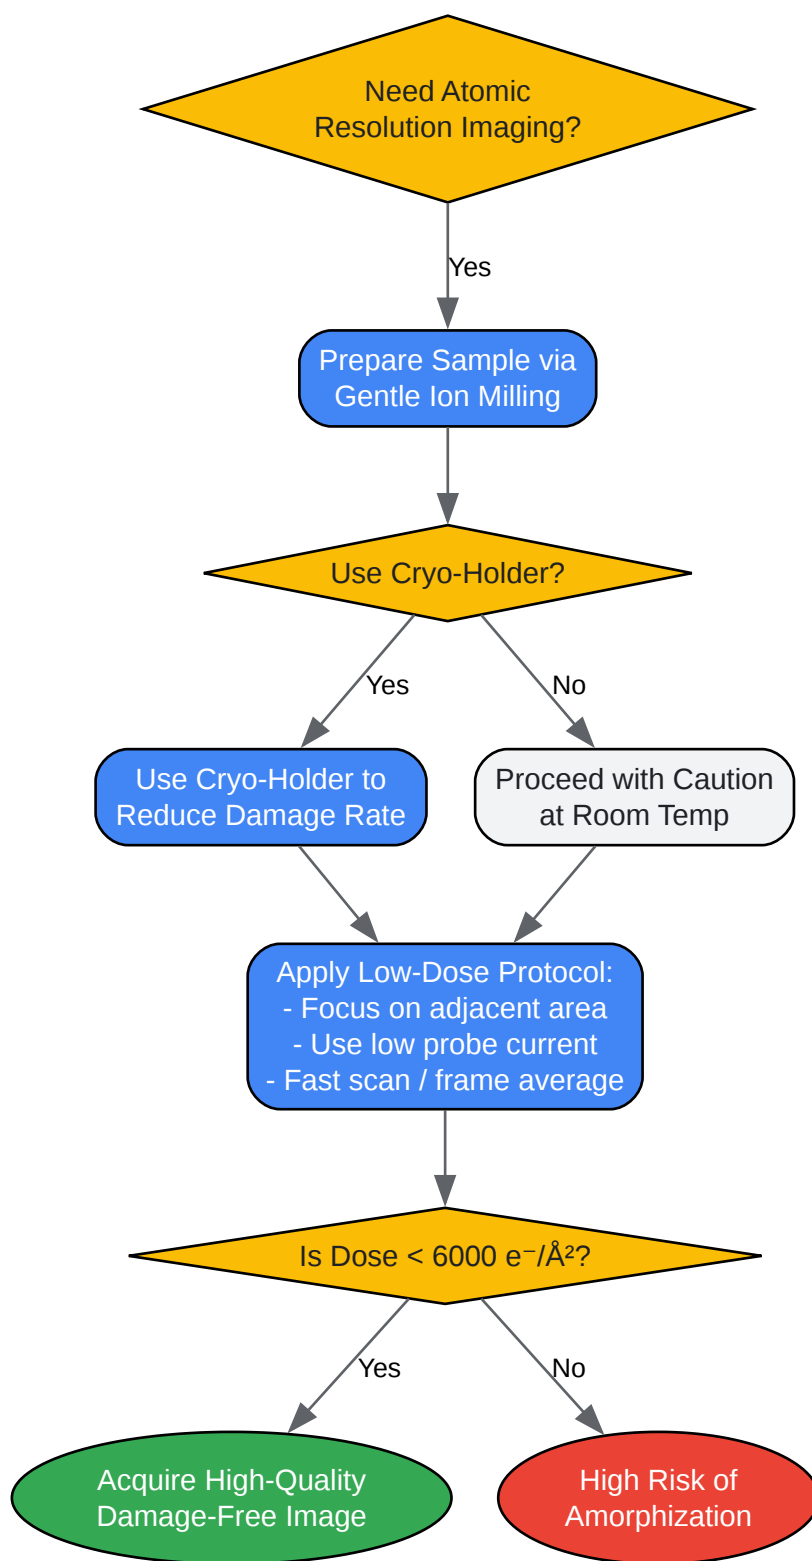 Need Atomic
Resolution Imaging?
Yes
Prepare Sample via
Gentle Ion Milling
Use Cryo-Holder?
Yes
No
Use Cryo-Holder to
Reduce Damage Rate
Proceed with Caution
at Room Temp
Apply Low-Dose Protocol:
- Focus on adjacent area
- Use low probe current
- Fast scan / frame average
Is Dose < 6000 e⁻/Å²?
Yes
No
Acquire High-Quality
Damage-Free Image
High Risk of
Amorphization